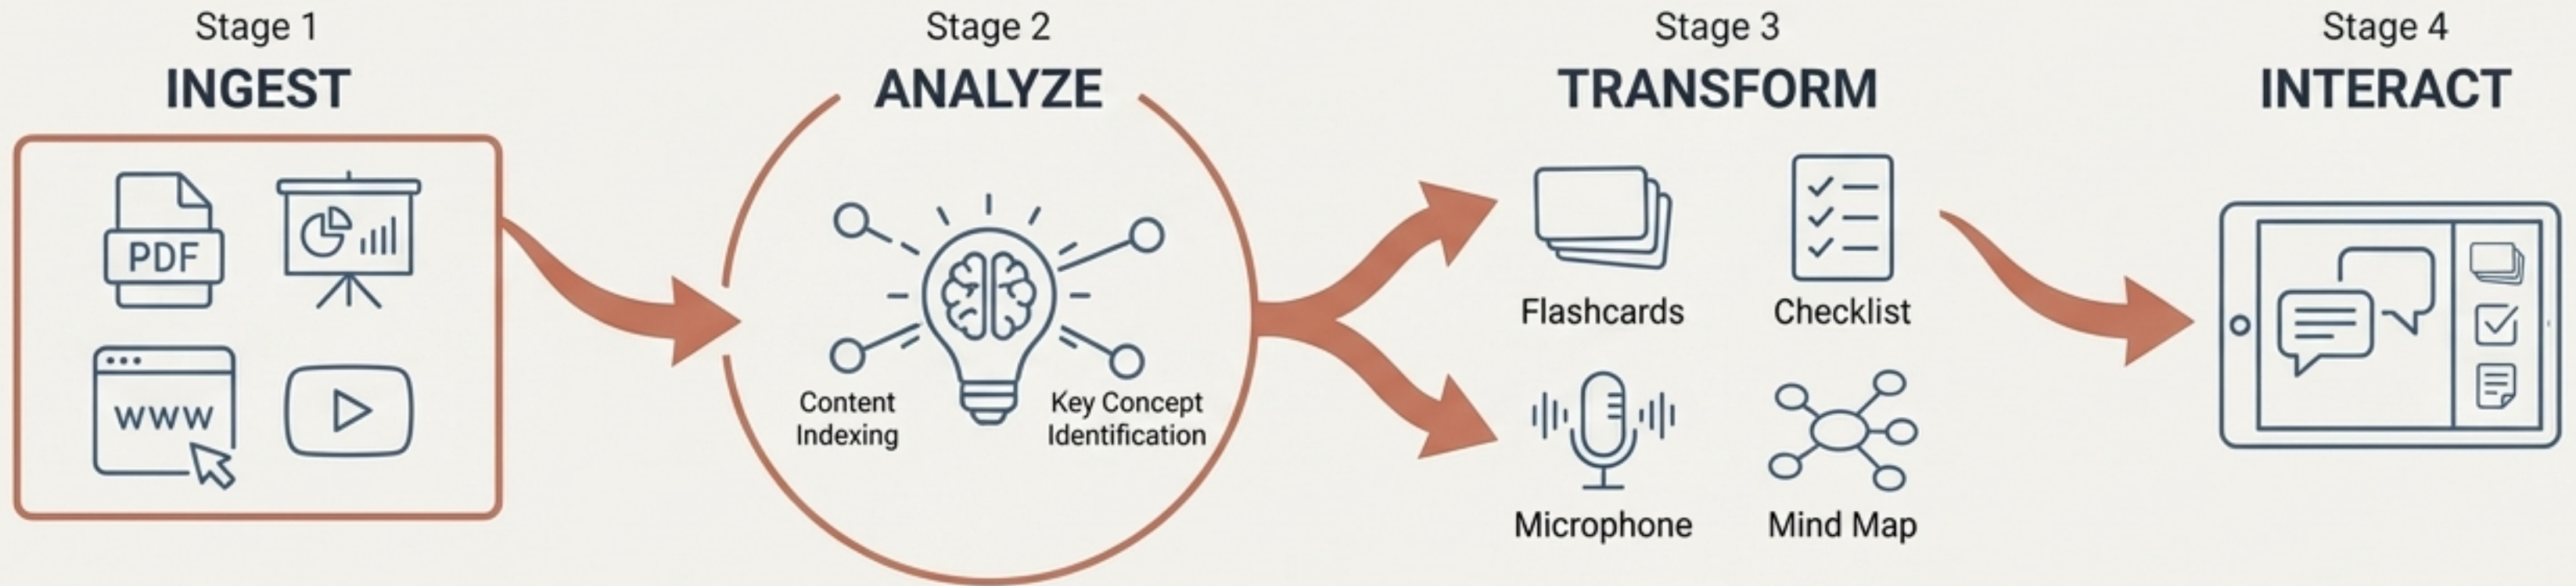 Stage 1
INGEST
PDF
WWW
Stage 2
ANALYZE
Content
Indexing
Key Concept
Identification
Stage 3
TRANSFORM
Flashcards
Checklist
Microphone
Mind Map
Stage 4
INTERACT